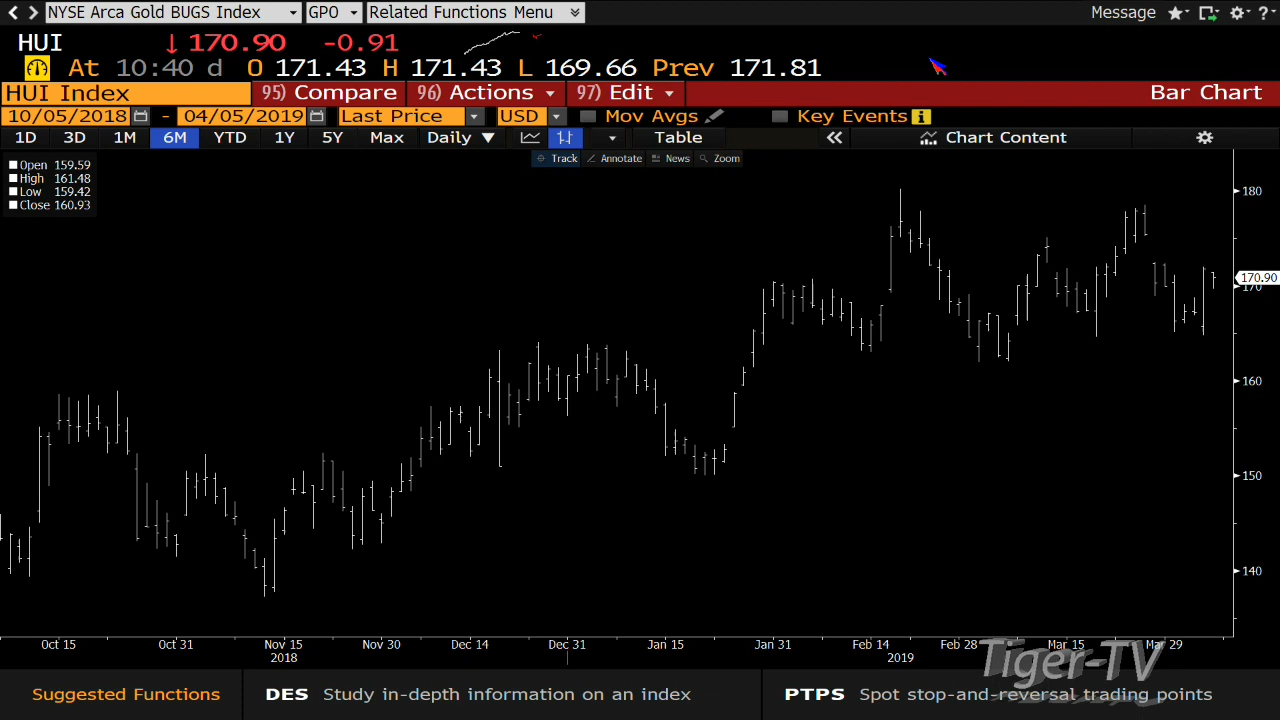 NYSE Arca Gold BUGS Index GPO Related Functions Menu Message ?
HUI ↓ 170.90 -0.91
At 10:40 d O 171.43 H 171.43 L 169.66 Prev 171.81
HUI Index 95) Compare 96) Actions 97) Edit Bar Chart
10/05/2018 - 04/05/2019 Last Price USD Mov Avgs Key Events i
1D 3D 1M 6M YTD 1Y 5Y Max Daily ▼ Table « Chart Content
Track Annotate News Zoom
Open 159.59
High 161.48
Low 159.42
Close 160.93
180
170.90
170
160
150
140
Oct 15 Oct 31 Nov 15 Nov 30 Dec 14 Dec 31 Jan 15 Jan 31 Feb 14 Feb 28 Mar 15 Mar 29
2018 2019
Tiger-TV
Suggested Functions DES Study in-depth information on an index PTPS Spot stop-and-reversal trading points